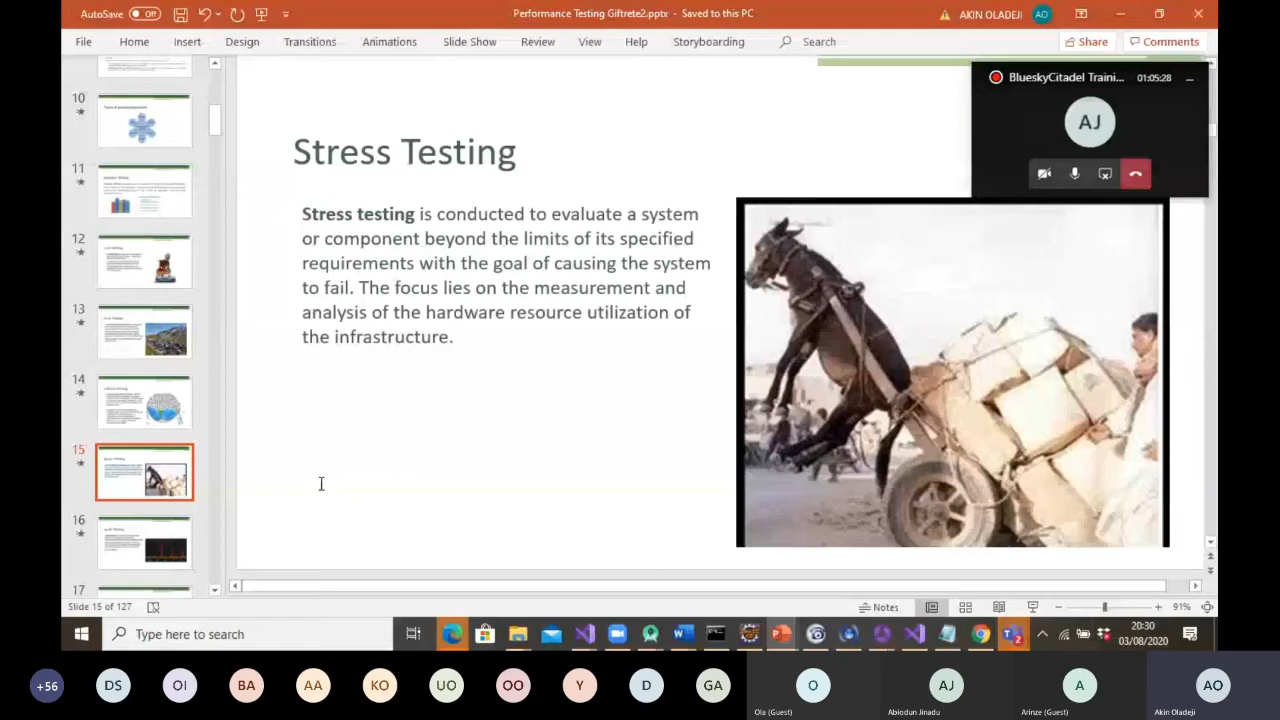 AutoSave Off
Performance Testing Giftrete2.pptx - Saved to this PC
AKIN OLADEJI AO
File Home Insert Design Transitions Animations Slide Show Review View Help Storyboarding Search Share Comments
BlueskyCitadel Traini... 01:05:28
AJ
10
11
12
13
14
15
16
17
Stress Testing
Stress testing is conducted to evaluate a system
or component beyond the limits of its specified
requirements with the goal of causing the system
to fail. The focus lies on the measurement and
analysis of the hardware resource utilization of
the infrastructure.
Slide 15 of 127
Notes
91%
Type here to search
20:30
03/08/2020
+56 DS OI BA AA KO UO OO Y D GA O AJ A AO
Ola (Guest) Abiodun Jinadu Arinze (Guest) Akin Oladeji